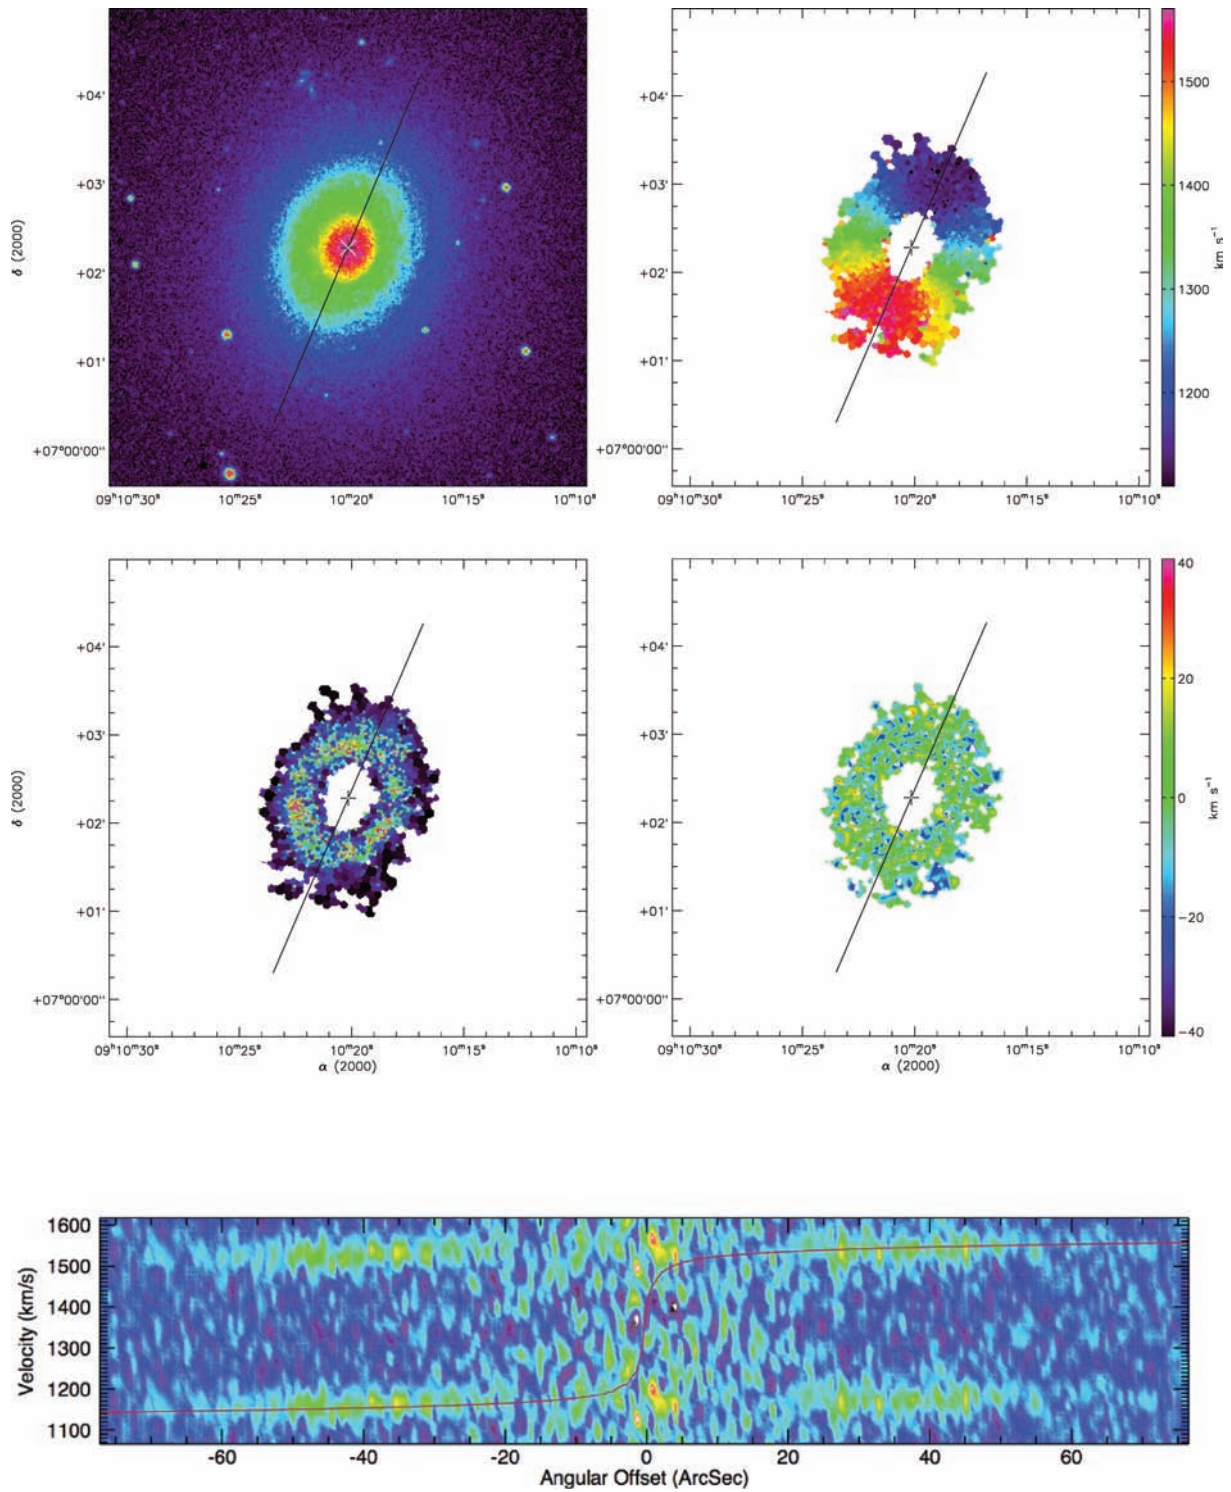 +04'
+03'
+02'
+01'
+07°00'00"
δ (2000)
09ʰ10ᵐ30ˢ 10ᵐ25ˢ 10ᵐ20ˢ 10ᵐ15ˢ 10ᵐ10ˢ
+04'
+03'
+02'
+01'
+07°00'00"
09ʰ10ᵐ30ˢ 10ᵐ25ˢ 10ᵐ20ˢ 10ᵐ15ˢ 10ᵐ10ˢ
1500
1400
1300
1200
km s⁻¹
+04'
+03'
+02'
+01'
+07°00'00"
δ (2000)
09ʰ10ᵐ30ˢ 10ᵐ25ˢ 10ᵐ20ˢ 10ᵐ15ˢ 10ᵐ10ˢ
α (2000)
+04'
+03'
+02'
+01'
+07°00'00"
09ʰ10ᵐ30ˢ 10ᵐ25ˢ 10ᵐ20ˢ 10ᵐ15ˢ 10ᵐ10ˢ
α (2000)
40
20
0
−20
−40
km s⁻¹
1600
1500
1400
1300
1200
1100
Velocity (km/s)
-60 -40 -20 0 20 40 60
Angular Offset (ArcSec)